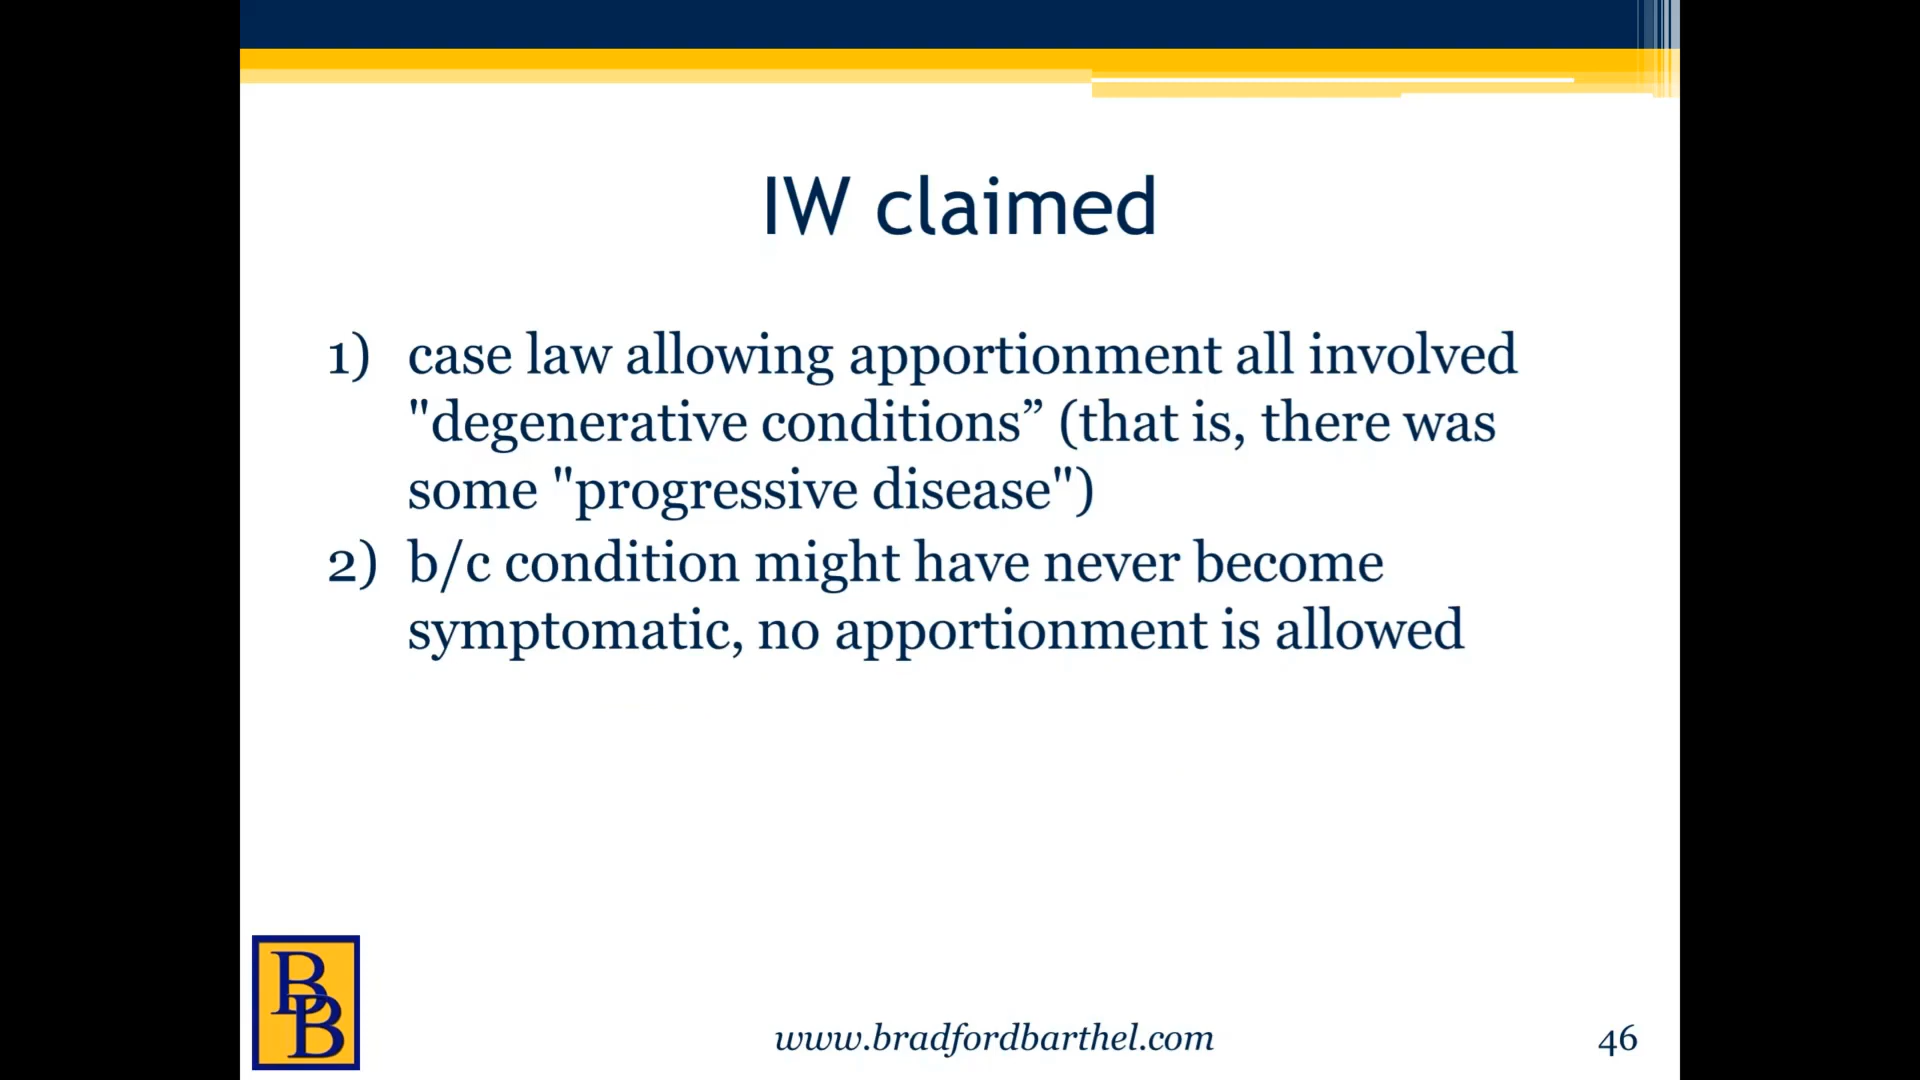 IW claimed
1) case law allowing apportionment all involved
"degenerative conditions” (that is, there was
some "progressive disease")
2) b/c condition might have never become
symptomatic, no apportionment is allowed
BB
www.bradfordbarthel.com
46